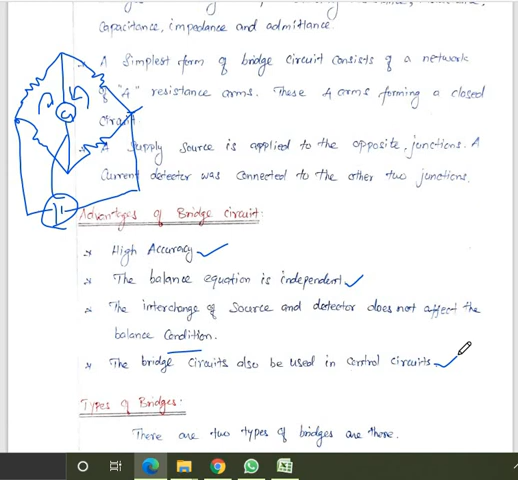 Capacitance, impedance and admittance.
* A Simplest form of bridge circuit consists of a network
of "4" resistance arms. These 4 arms forming a closed
Circuit.
* A Supply Source is applied to the opposite junctions. A
Current detector was connected to the other two junctions.
G
Advantages of Bridge circuit:
* High Accuracy
* The balance equation is independent
* The interchange of Source and detector does not affect the
balance Condition.
* The bridge circuits also be used in control circuits
Types of Bridges:
There are two types of bridges are there.